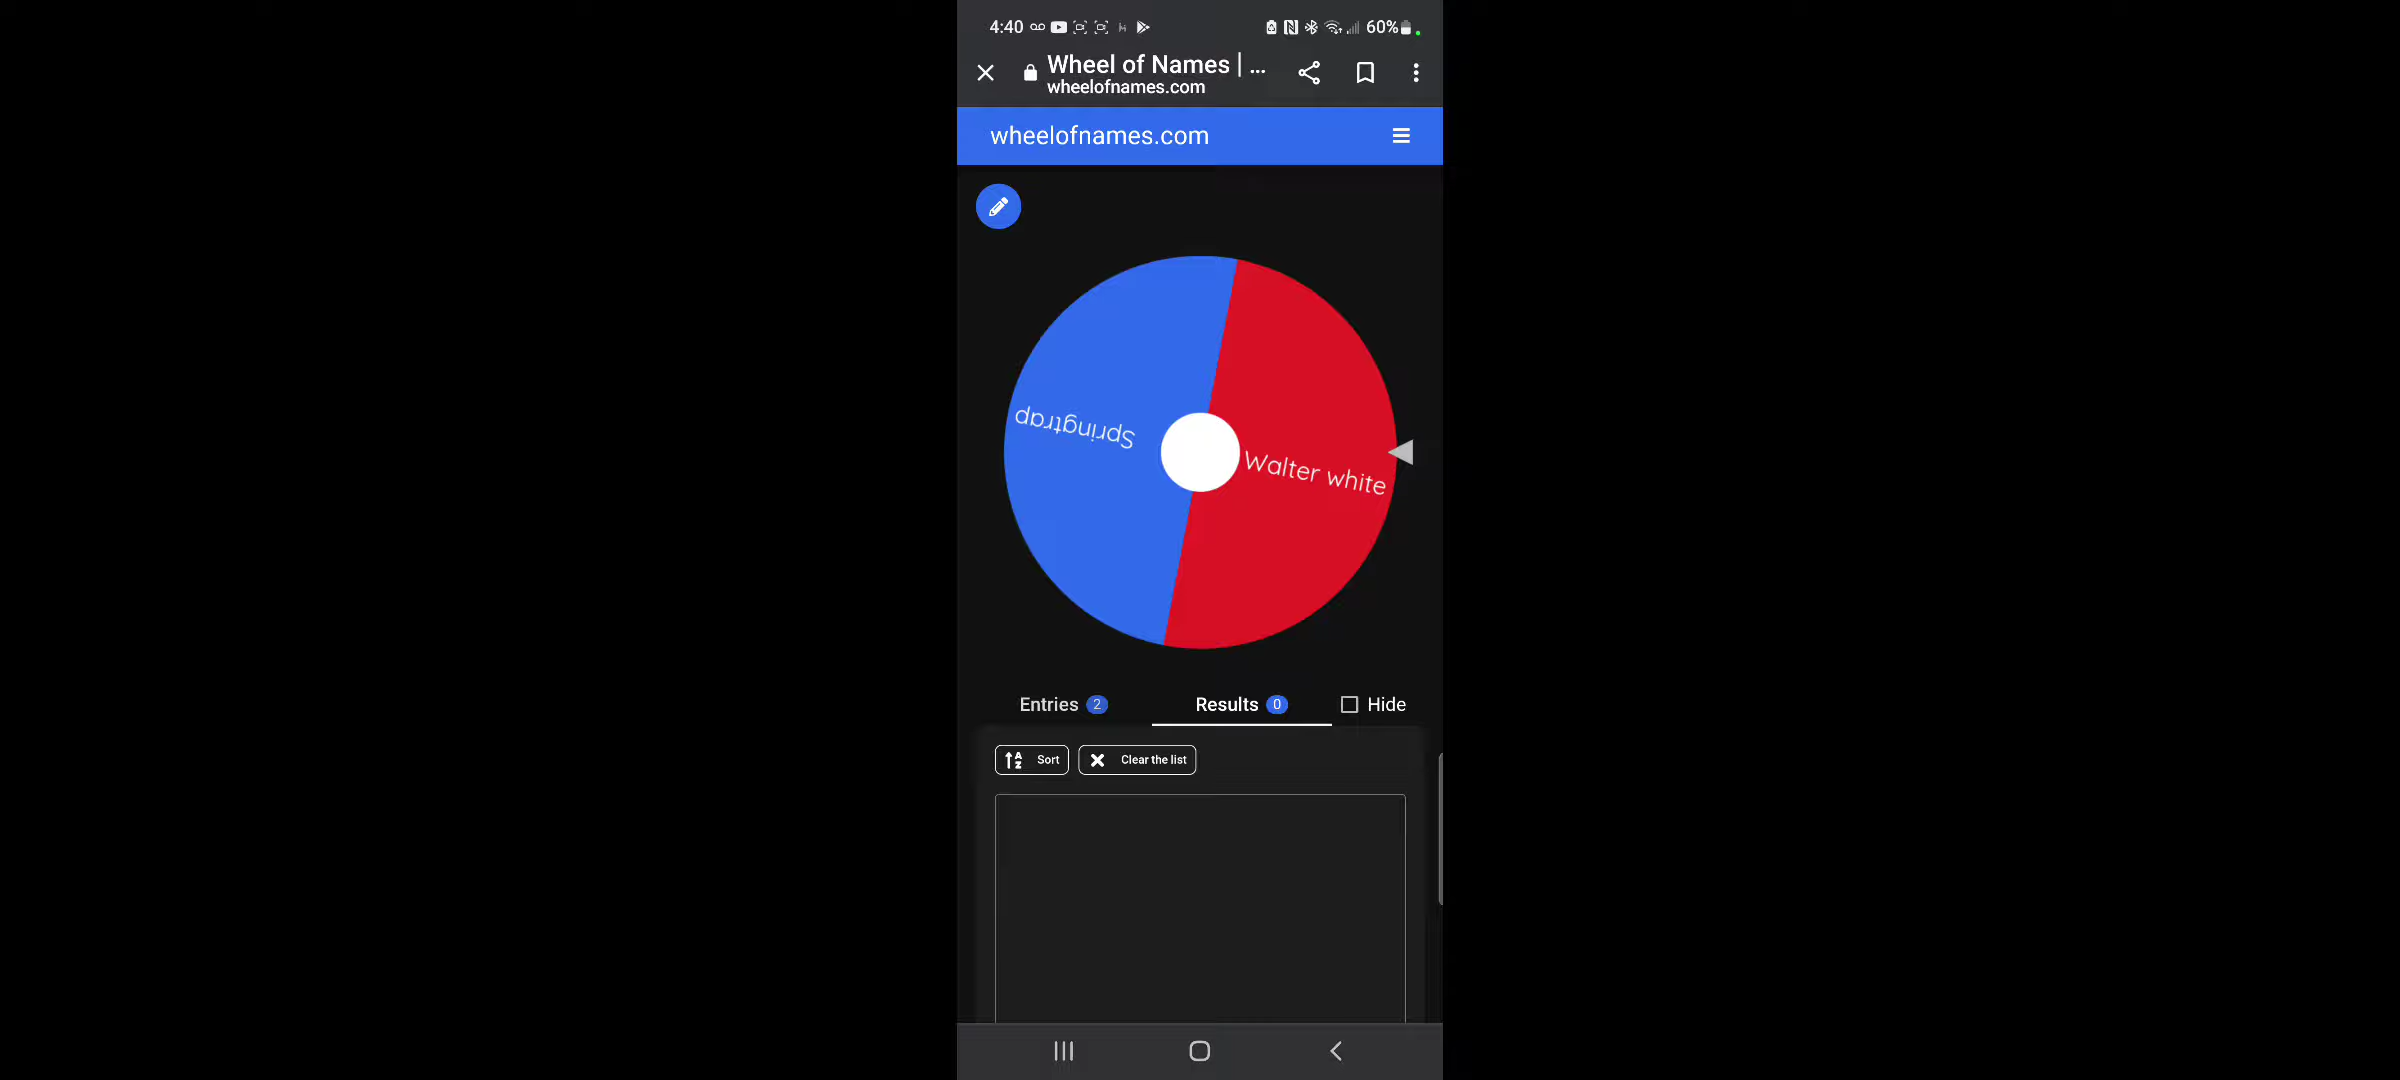 4:40
60%
Wheel of Names | ...
wheelofnames.com
wheelofnames.com
Springtrap
Walter white
Entries 2
Results 0
Hide
Sort
Clear the list